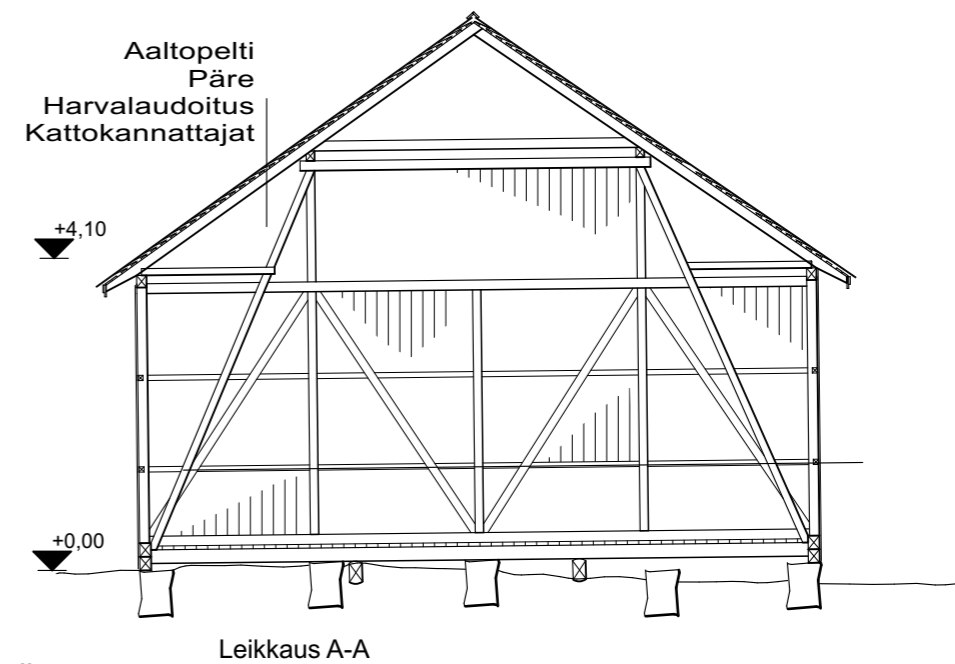 Aaltopelti
Päre
Harvalaudoitus
Kattokannattajat
+4,10
+0,00
Leikkaus A-A